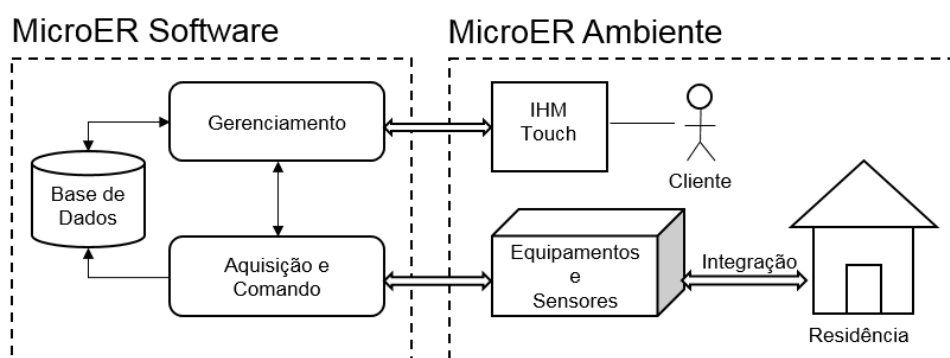 MicroER Software
MicroER Ambiente
Gerenciamento
IHM
Touch
Cliente
Base de
Dados
Aquisição e
Comando
Equipamentos
e
Sensores
Integração
Residência